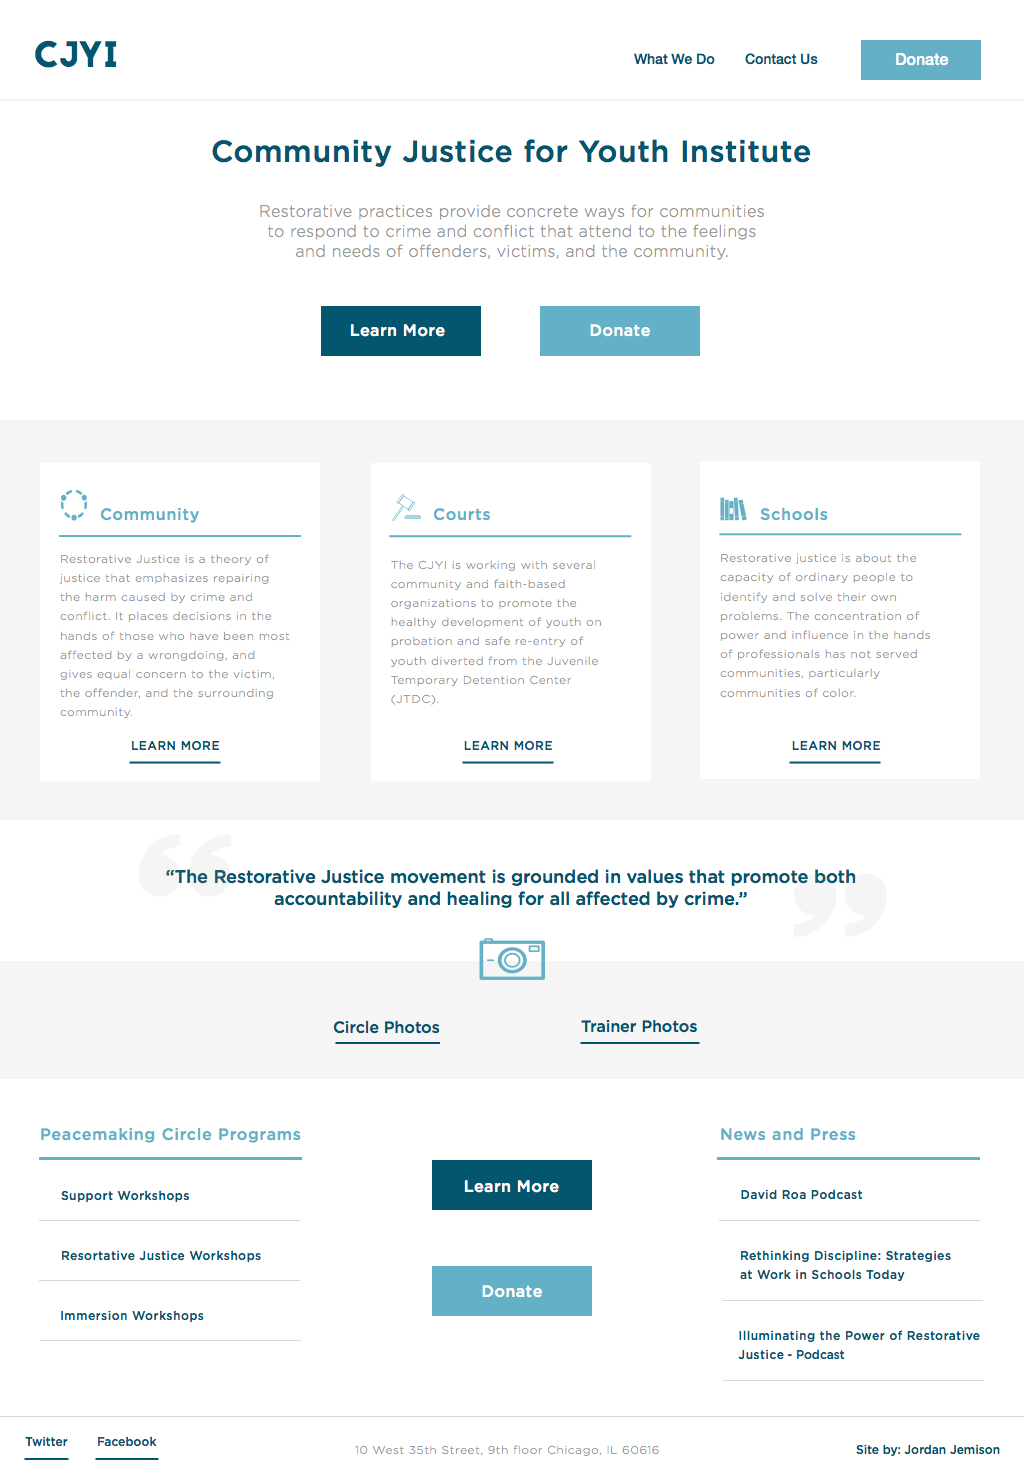 CJYI
What We Do
Contact Us
Donate
Community Justice for Youth Institute
Restorative practices provide concrete ways for communities
to respond to crime and conflict that attend to the feelings
and needs of offenders, victims, and the community.
Learn More
Donate
Community
Restorative Justice is a theory of
justice that emphasizes repairing
the harm caused by crime and
conflict. It places decisions in the
hands of those who have been most
affected by a wrongdoing, and
gives equal concern to the victim,
the offender, and the surrounding
community.
LEARN MORE
Courts
The CJYI is working with several
community and faith-based
organizations to promote the
healthy development of youth on
probation and safe re-entry of
youth diverted from the Juvenile
Temporary Detention Center
(JTDC).
LEARN MORE
Schools
Restorative justice is about the
capacity of ordinary people to
identify and solve their own
problems. The concentration of
power and influence in the hands
of professionals has not served
communities, particularly
communities of color.
LEARN MORE
“The Restorative Justice movement is grounded in values that promote both
accountability and healing for all affected by crime.”
Circle Photos
Trainer Photos
Peacemaking Circle Programs
Support Workshops
Resortative Justice Workshops
Immersion Workshops
Learn More
Donate
News and Press
David Roa Podcast
Rethinking Discipline: Strategies
at Work in Schools Today
Illuminating the Power of Restorative
Justice - Podcast
Twitter
Facebook
10 West 35th Street, 9th floor Chicago, IL 60616
Site by: Jordan Jemison